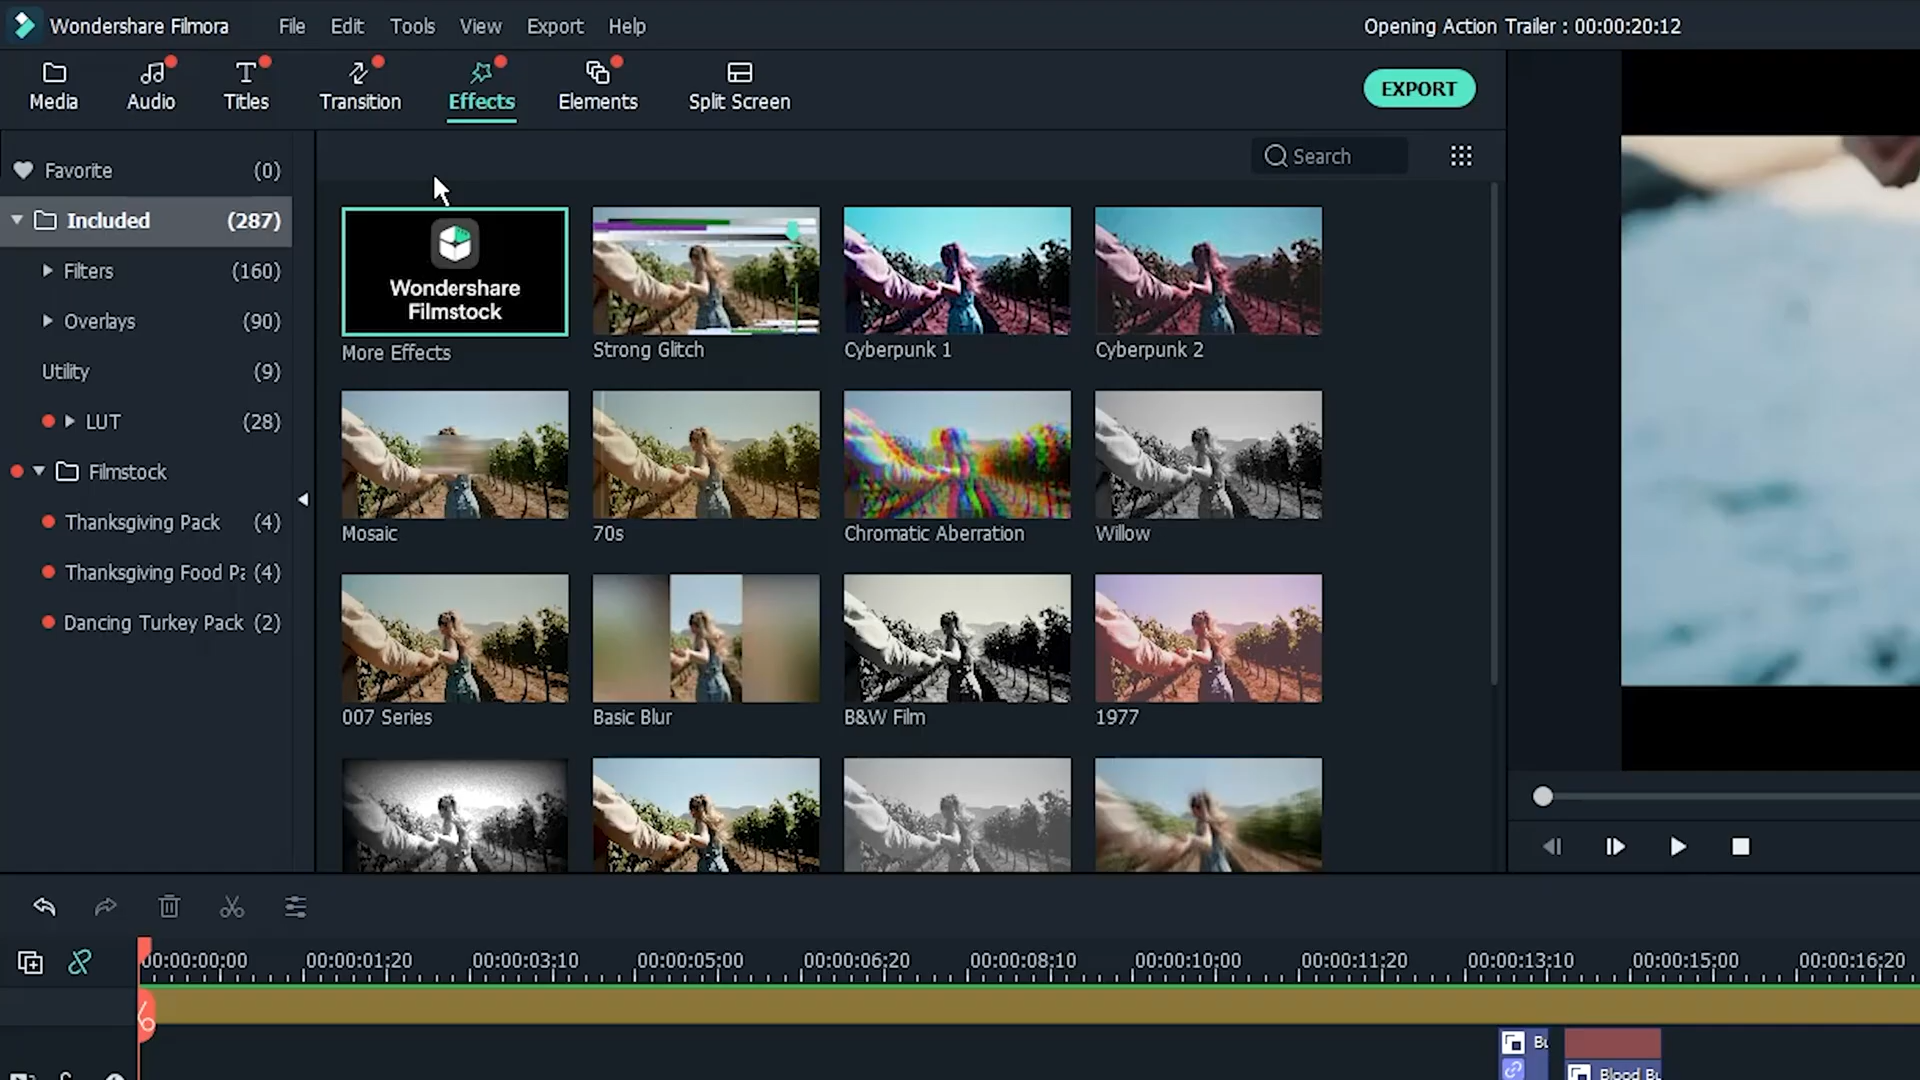 Wondershare Filmora File Edit Tools View Export Help Opening Action Trailer : 00:00:20:12
Media Audio Titles Transition Effects Elements Split Screen EXPORT
Favorite (0)
Included (287)
Filters (160)
Overlays (90)
Utility (9)
LUT (28)
Filmstock
Thanksgiving Pack (4)
Thanksgiving Food Pa (4)
Dancing Turkey Pack (2)
Search
Wondershare
Filmstock
More Effects Strong Glitch Cyberpunk 1 Cyberpunk 2
Mosaic 70s Chromatic Aberration Willow
007 Series Basic Blur B&W Film 1977
00:00:00:00 00:00:01:20 00:00:03:10 00:00:05:00 00:00:06:20 00:00:08:10 00:00:10:00 00:00:11:20 00:00:13:10 00:00:15:00 00:00:16:20
Blood